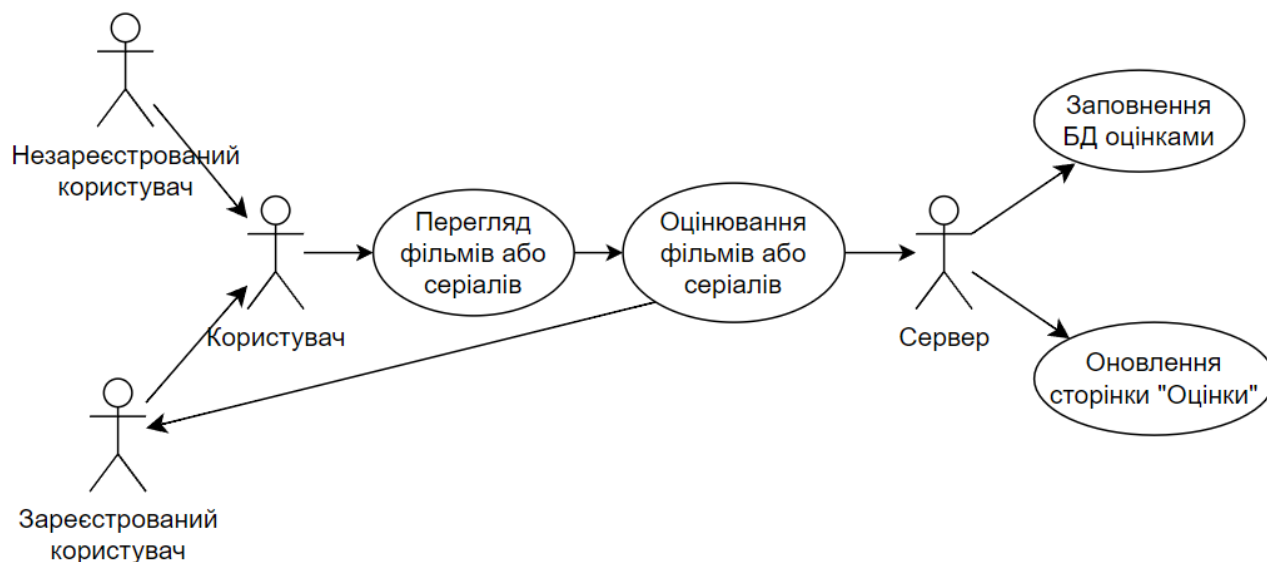 Незареєстрований
користувач
Користувач
Зареєстрований
користувач
Перегляд
фільмів або
серіалів
Оцінювання
фільмів або
серіалів
Сервер
Заповнення
БД оцінками
Оновлення
сторінки "Оцінки"